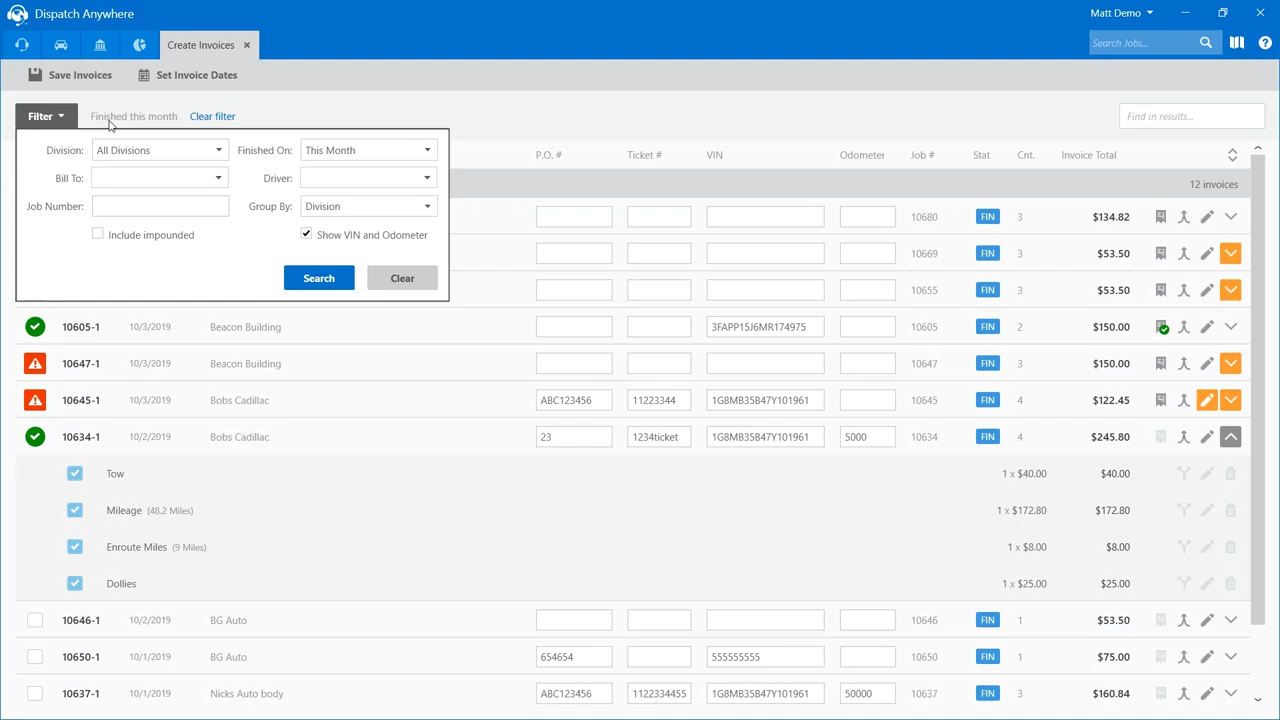 Dispatch Anywhere
Matt Demo
Create Invoices
Search Jobs...
Save Invoices
Set Invoice Dates
Filter
Finished this month
Clear filter
Find in results...
Division: All Divisions Finished On: This Month
Bill To: Driver:
Job Number: Group By: Division
Include impounded Show VIN and Odometer
Search Clear
P.O. # Ticket # VIN Odometer Job # Stat Cnt. Invoice Total
12 invoices
10680 FIN 3 $134.82
10669 FIN 3 $53.50
10655 FIN 3 $53.50
10605-1 10/3/2019 Beacon Building 3FAPP15J6MR174975 10605 FIN 2 $150.00
10647-1 10/3/2019 Beacon Building 10647 FIN 3 $150.00
10645-1 10/3/2019 Bobs Cadillac ABC123456 11223344 1G8MB35B47Y101961 10645 FIN 4 $122.45
10634-1 10/2/2019 Bobs Cadillac 23 1234ticket 1G8MB35B47Y101961 5000 10634 FIN 4 $245.80
Tow 1 x $40.00 $40.00
Mileage (48.2 Miles) 1 x $172.80 $172.80
Enroute Miles (9 Miles) 1 x $8.00 $8.00
Dollies 1 x $25.00 $25.00
10646-1 10/2/2019 BG Auto 10646 FIN 1 $53.50
10650-1 10/1/2019 BG Auto 654654 555555555 10650 FIN 1 $75.00
10637-1 10/1/2019 Nicks Auto body ABC123456 1122334455 1G8MB35B47Y101961 50000 10637 FIN 3 $160.84